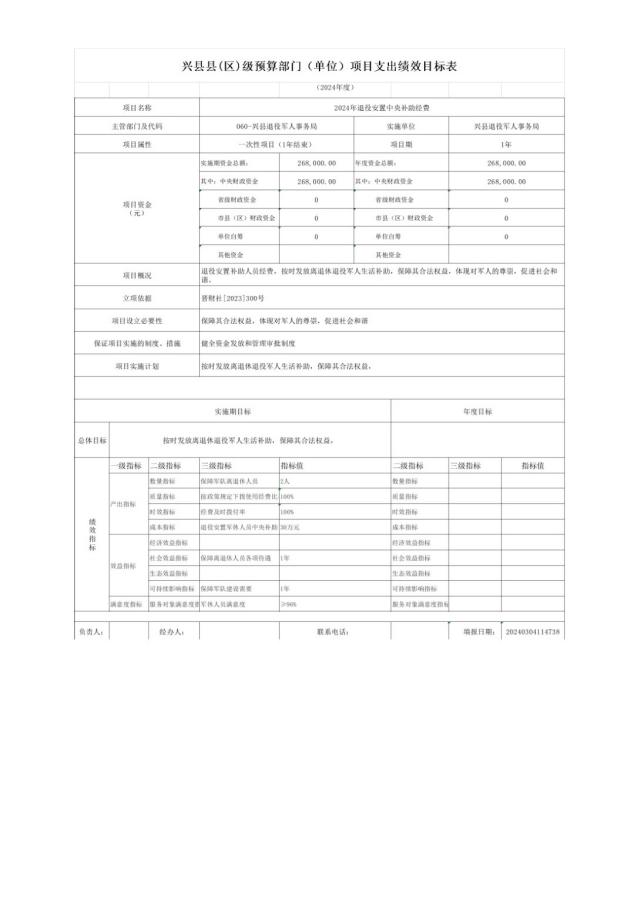 兴县县(区)级预算部门（单位）项目支出绩效目标表
（2024年度）
项目名称 2024年退役安置中央补助经费
主管部门及代码 060-兴县退役军人事务局 实施单位 兴县退役军人事务局
项目属性 一次性项目（1年结束） 项目期 1年
项目资金（元） 实施期资金总额： 268,000.00 年度资金总额： 268,000.00
其中：中央财政资金 268,000.00 其中：中央财政资金 268,000.00
省级财政资金 0 省级财政资金 0
市县（区）财政资金 0 市县（区）财政资金 0
单位自筹 0 单位自筹 0
其他资金 其他资金
项目概况 退役安置补助人员经费，按时发放离退休退役军人生活补助，保障其合法权益，体现对军人的尊崇，促进社会和
谐。
立项依据 晋财社[2023]300号
项目设立必要性 保障其合法权益，体现对军人的尊崇，促进社会和谐
保证项目实施的制度、措施 健全资金发放和管理审批制度
项目实施计划 按时发放离退休退役军人生活补助，保障其合法权益，
实施期目标 年度目标
总体目标 按时发放离退休退役军人生活补助，保障其合法权益，
绩效指标 一级指标 二级指标 三级指标 指标值 二级指标 三级指标 指标值
产出指标 数量指标 保障军队离退休人员 2人 数量指标
质量指标 按政策规定下拨使用经费比 100% 质量指标
时效指标 经费及时拨付率 100% 时效指标
成本指标 退役安置军休人员中央补助 30万元 成本指标
效益指标 经济效益指标 经济效益指标
社会效益指标 保障离退休人员各项待遇 1年 社会效益指标
生态效益指标 生态效益指标
可持续影响指标 保障军队建设需要 1年 可持续影响指标
满意度指标 服务对象满意度指 军休人员满意度 ≥90% 服务对象满意度指标
负责人： 经办人： 联系电话： 填报日期： 20240304114738